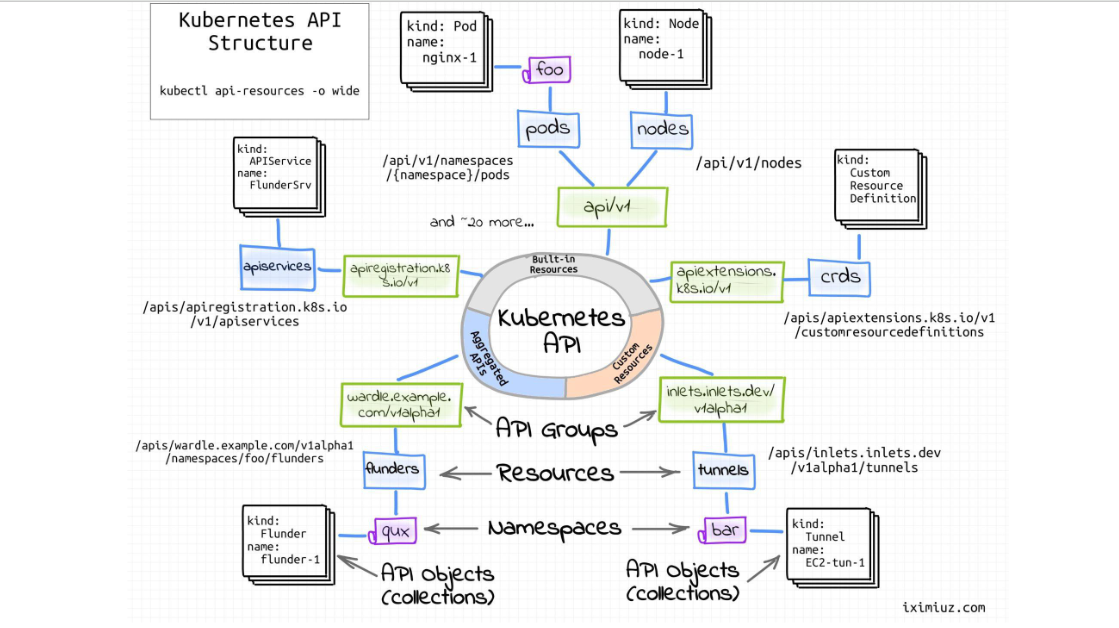 Kubernetes API
Structure
kubectl api-resources -o wide
kind: Pod
name:
nginx-1
foo
pods
kind: Node
name:
node-1
nodes
/api/v1/namespaces
/{namespace}/pods
/api/v1/nodes
api/v1
and ~20 more...
kind:
APIService
name:
FlunderSrv
apiservices
apiregistration.k8
s.io/v1
/apis/apiregistration.k8s.io
/v1/apiservices
kind:
Custom
Resource
Definition
apiextensions.
k8s.io/v1
crds
/apis/apiextensions.k8s.io/v1
/customresourcedefinitions
Built-in
Resources
Kubernetes
API
Aggregated
APIs
Custom
Resources
wardle.example.
com/v1alpha1
inlets.inlets.dev/
v1alpha1
API Groups
/apis/wardle.example.com/v1alpha1
/namespaces/foo/flunders
flunders
Resources
tunnels
/apis/inlets.inlets.dev
/v1alpha1/tunnels
qux
Namespaces
bar
kind:
Flunder
name:
flunder-1
API Objects
(collections)
API Objects
(collections)
kind:
Tunnel
name:
EC2-tun-1
iximiuz.com